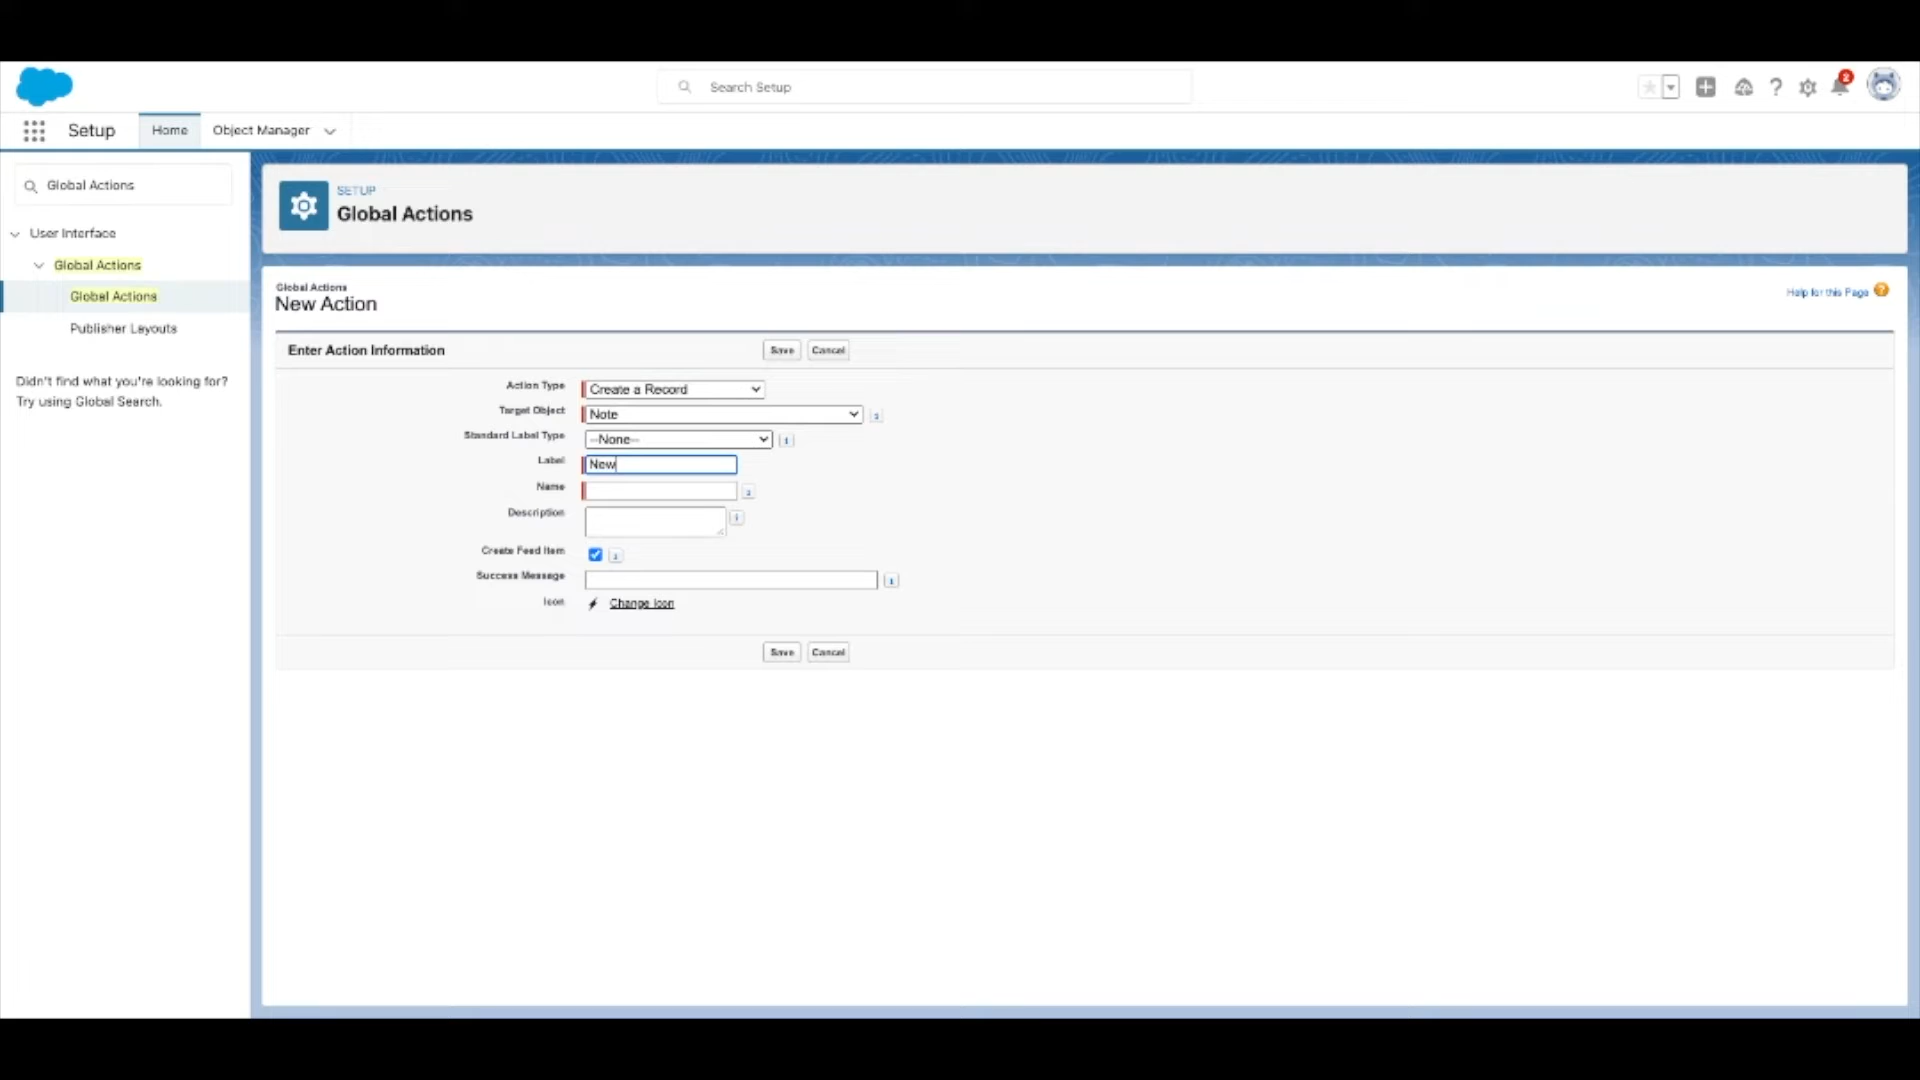 Search Setup
2
Setup
Home
Object Manager
Global Actions
User Interface
Global Actions
Global Actions
Publisher Layouts
Didn't find what you're looking for?
Try using Global Search.
SETUP
Global Actions
Global Actions
New Action
Help for this Page
Enter Action Information
Save
Cancel
Action Type
Create a Record
Target Object
Note
Standard Label Type
--None--
Label
New
Name
Description
Create Feed Item
Success Message
Icon
Change Icon
Save
Cancel